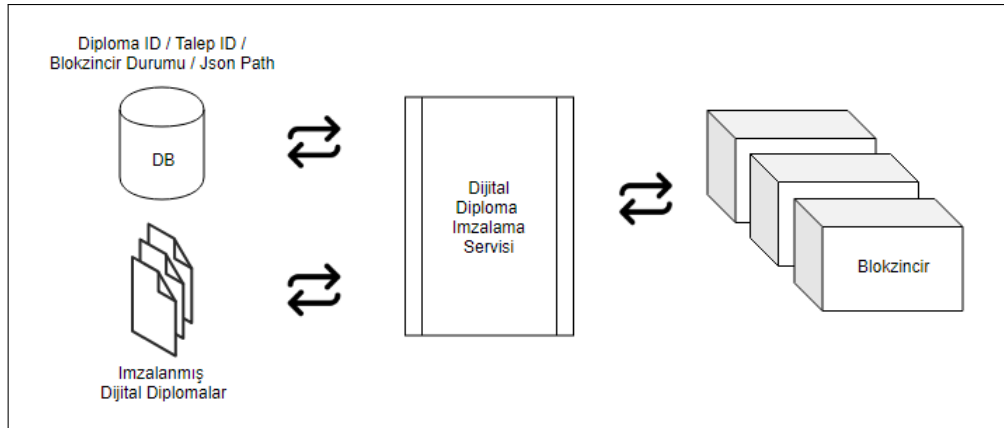 Diploma ID / Talep ID /
Blokzincir Durumu / Json Path
DB
Imzalanmış
Dijital Diplomalar
Dijital
Diploma
Imzalama
Servisi
Blokzincir